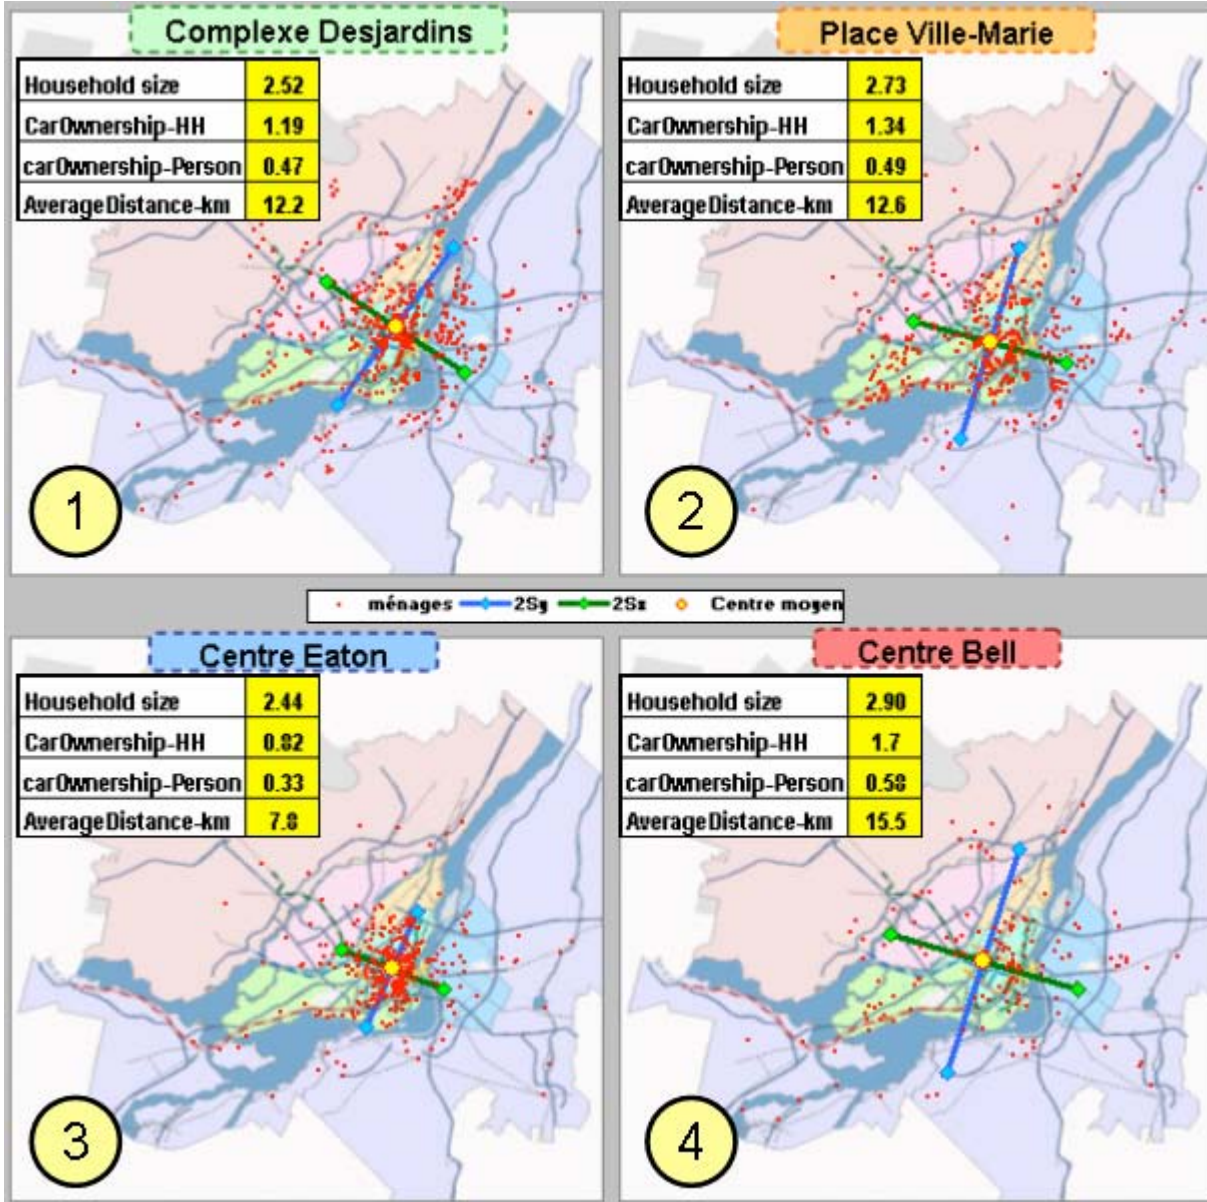 Complexe Desjardins
Household size 2.52
CarOwnership-HH 1.19
carOwnership-Person 0.47
AverageDistance-km 12.2
1
Place Ville-Marie
Household size 2.73
CarOwnership-HH 1.34
carOwnership-Person 0.49
AverageDistance-km 12.6
2
ménages 2Sy 2Sx Centre moyen
Centre Eaton
Household size 2.44
CarOwnership-HH 0.82
carOwnership-Person 0.33
AverageDistance-km 7.8
3
Centre Bell
Household size 2.90
CarOwnership-HH 1.7
carOwnership-Person 0.58
AverageDistance-km 15.5
4